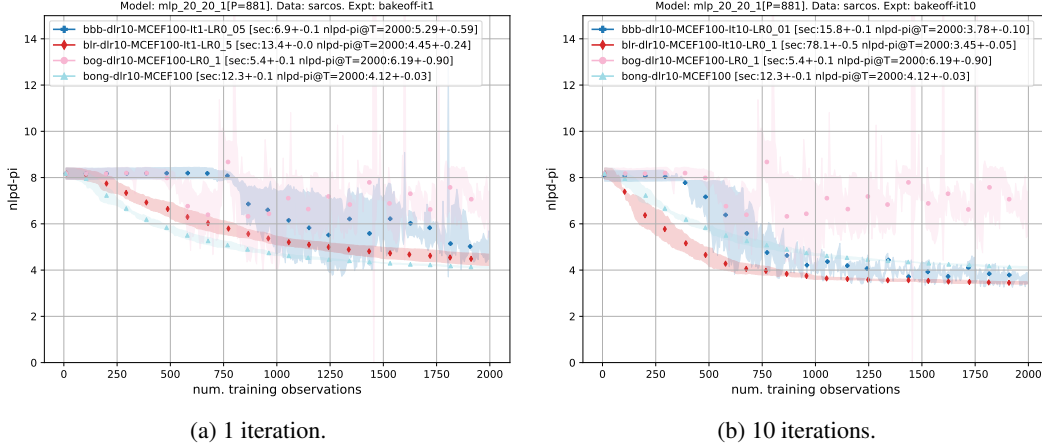 Model: mlp_20_20_1[P=881]. Data: sarcos. Expt: bakeoff-it1
bbb-dlr10-MCEF100-It1-LR0_05 [sec:6.9+-0.1 nlpd-pi@T=2000:5.29+-0.59]
blr-dlr10-MCEF100-It1-LR0_5 [sec:13.4+-0.0 nlpd-pi@T=2000:4.45+-0.24]
bog-dlr10-MCEF100-LR0_1 [sec:5.4+-0.1 nlpd-pi@T=2000:6.19+-0.90]
bong-dlr10-MCEF100 [sec:12.3+-0.1 nlpd-pi@T=2000:4.12+-0.03]
14
12
10
8
6
4
2
0
nlpd-pi
0 250 500 750 1000 1250 1500 1750 2000
num. training observations
(a) 1 iteration.
Model: mlp_20_20_1[P=881]. Data: sarcos. Expt: bakeoff-it10
bbb-dlr10-MCEF100-It10-LR0_01 [sec:15.8+-0.1 nlpd-pi@T=2000:3.78+-0.10]
blr-dlr10-MCEF100-It10-LR0_1 [sec:78.1+-0.5 nlpd-pi@T=2000:3.45+-0.05]
bog-dlr10-MCEF100-LR0_1 [sec:5.4+-0.1 nlpd-pi@T=2000:6.19+-0.90]
bong-dlr10-MCEF100 [sec:12.3+-0.1 nlpd-pi@T=2000:4.12+-0.03]
14
12
10
8
6
4
2
0
nlpd-pi
0 250 500 750 1000 1250 1500 1750 2000
num. training observations
(b) 10 iterations.